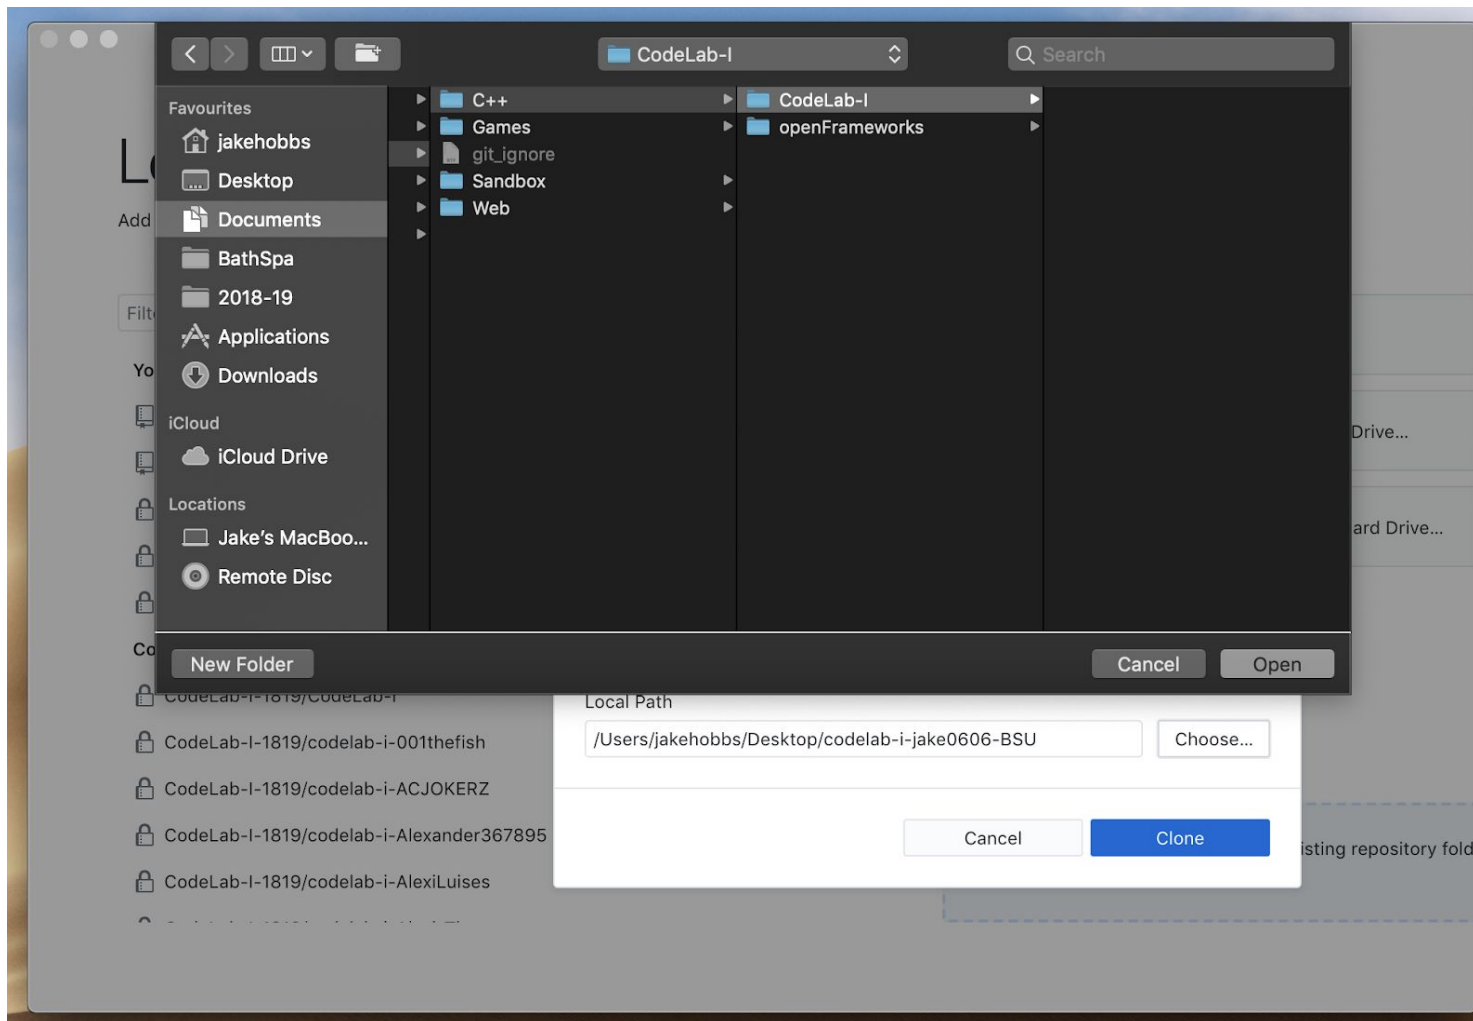 CodeLab-I
Search
Favourites
jakehobbs
Desktop
Documents
BathSpa
2018-19
Applications
Downloads
iCloud
iCloud Drive
Locations
Jake's MacBoo...
Remote Disc
C++
Games
git_ignore
Sandbox
Web
CodeLab-I
openFrameworks
New Folder
Cancel
Open
Add
Drive...
ard Drive...
CodeLab-I-1819/CodeLab-I
CodeLab-I-1819/codelab-i-001thefish
CodeLab-I-1819/codelab-i-ACJOKERZ
CodeLab-I-1819/codelab-i-Alexander367895
CodeLab-I-1819/codelab-i-AlexiLuises
Local Path
/Users/jakehobbs/Desktop/codelab-i-jake0606-BSU
Choose...
Cancel
Clone
isting repository fold